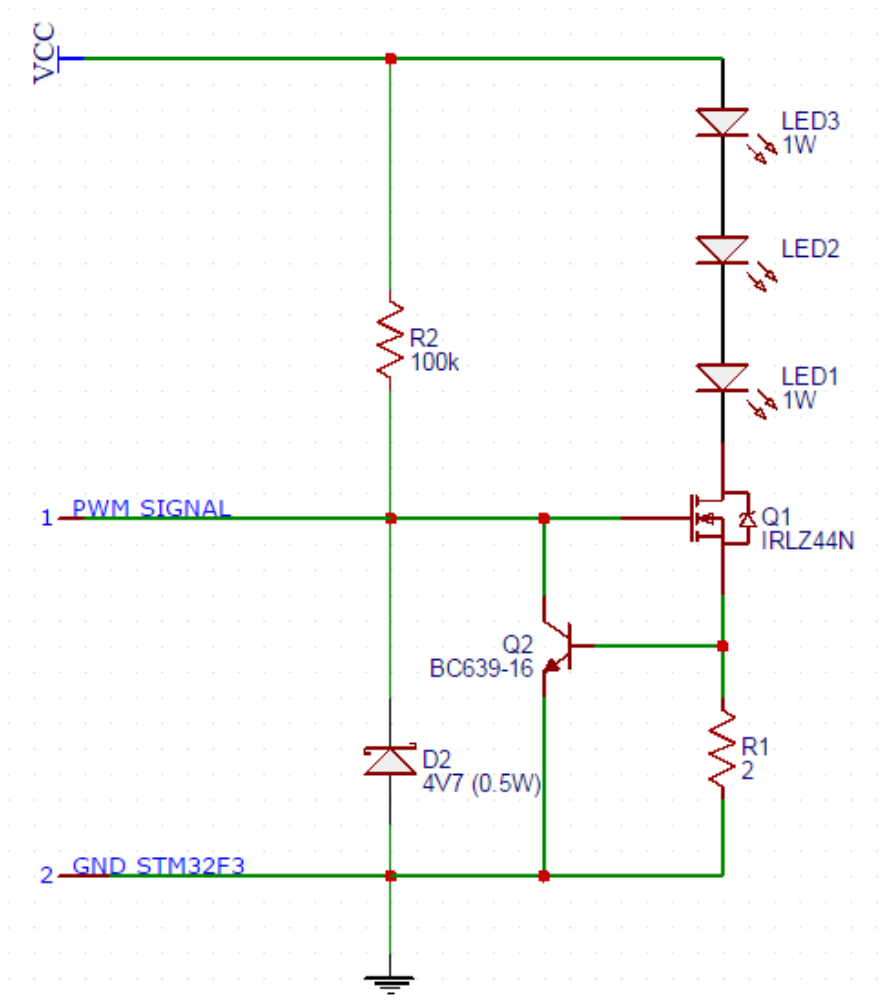 VCC
LED3
1W
LED2
R2
100k
LED1
1W
1 PWM SIGNAL
Q1
IRLZ44N
Q2
BC639-16
R1
2
D2
4V7 (0.5W)
2 GND STM32F3